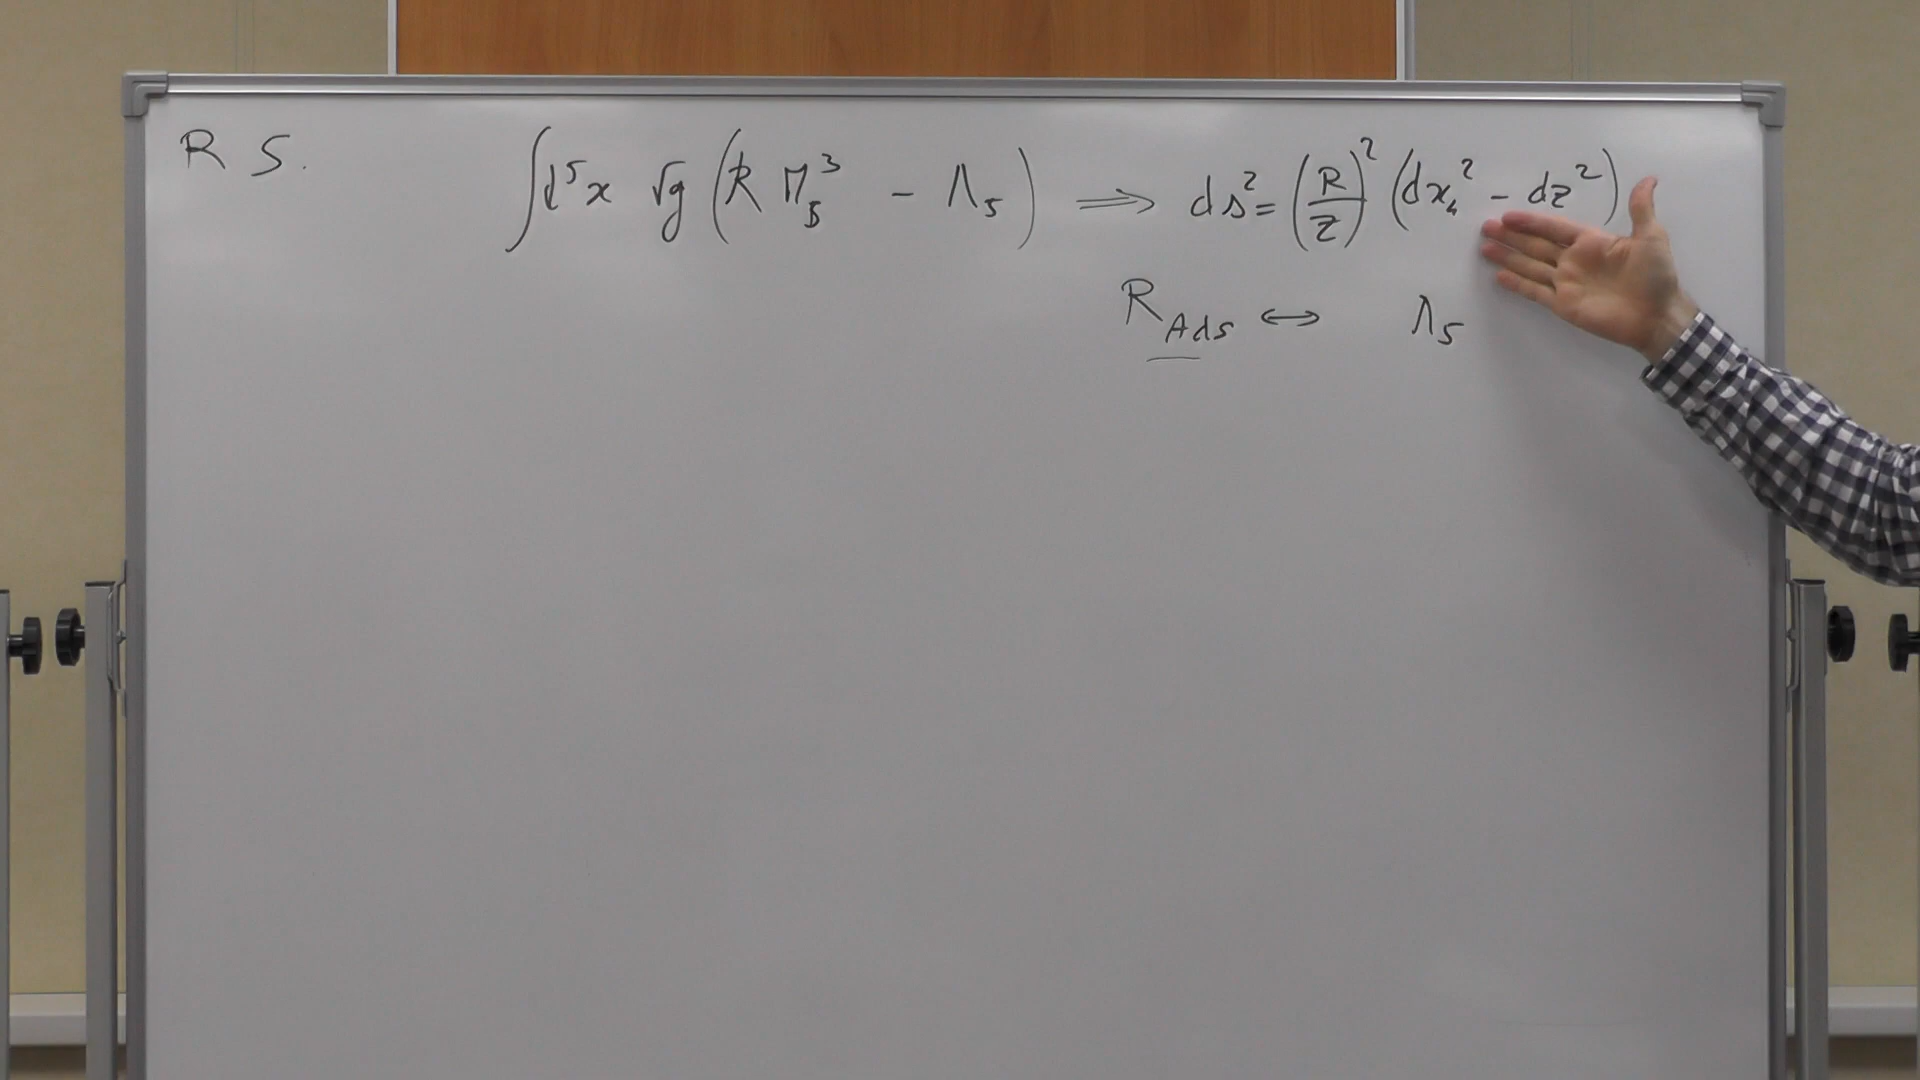 R S. ∫d⁵x √g (R M₅³ − Λ₅) ⟹ ds² = (R/z)² (dx₄² − dz²)
R_AdS ↔ Λ₅